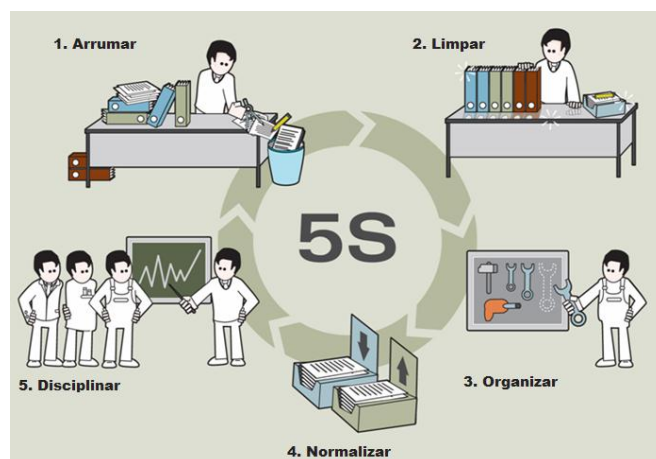 1. Arrumar
2. Limpar
5S
3. Organizar
4. Normalizar
5. Disciplinar